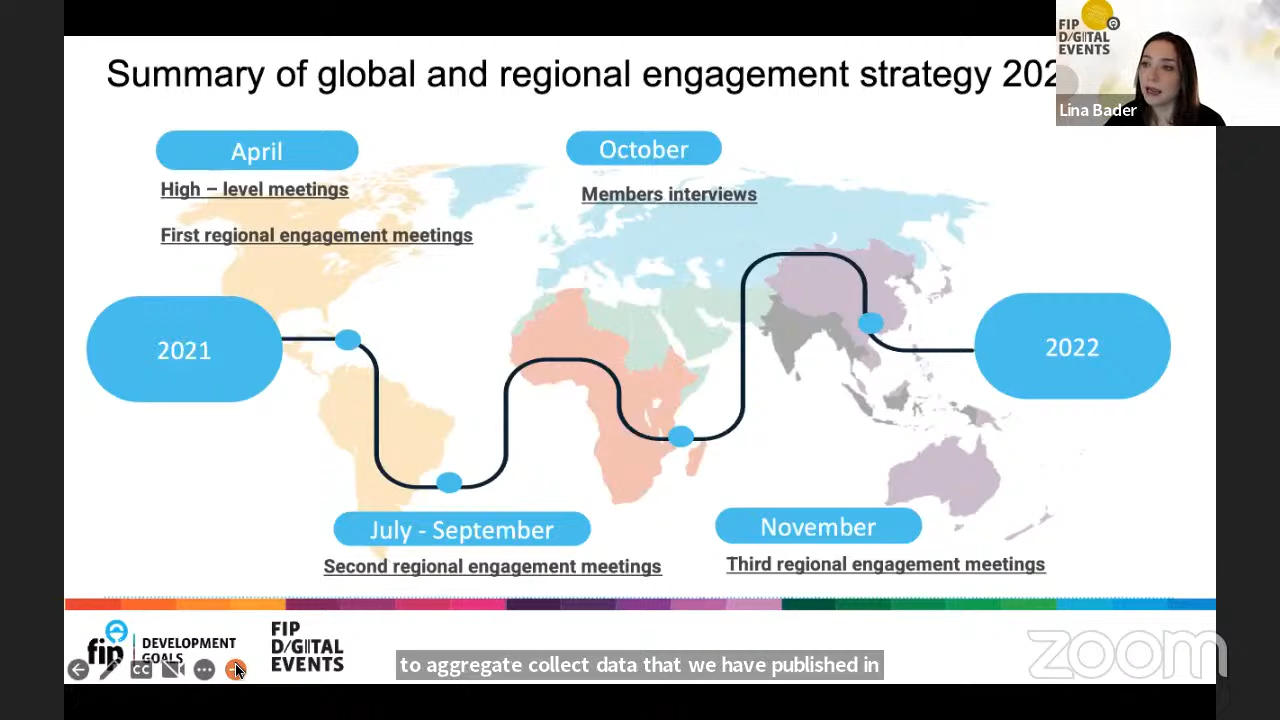 Summary of global and regional engagement strategy 202
FIP
D/G|TAL
EVENTS
Lina Bader
April
High – level meetings
First regional engagement meetings
October
Members interviews
2021
2022
July - September
Second regional engagement meetings
November
Third regional engagement meetings
fip
DEVELOPMENT
GOALS
FIP
D/G|TAL
EVENTS
CC
to aggregate collect data that we have published in
zoom